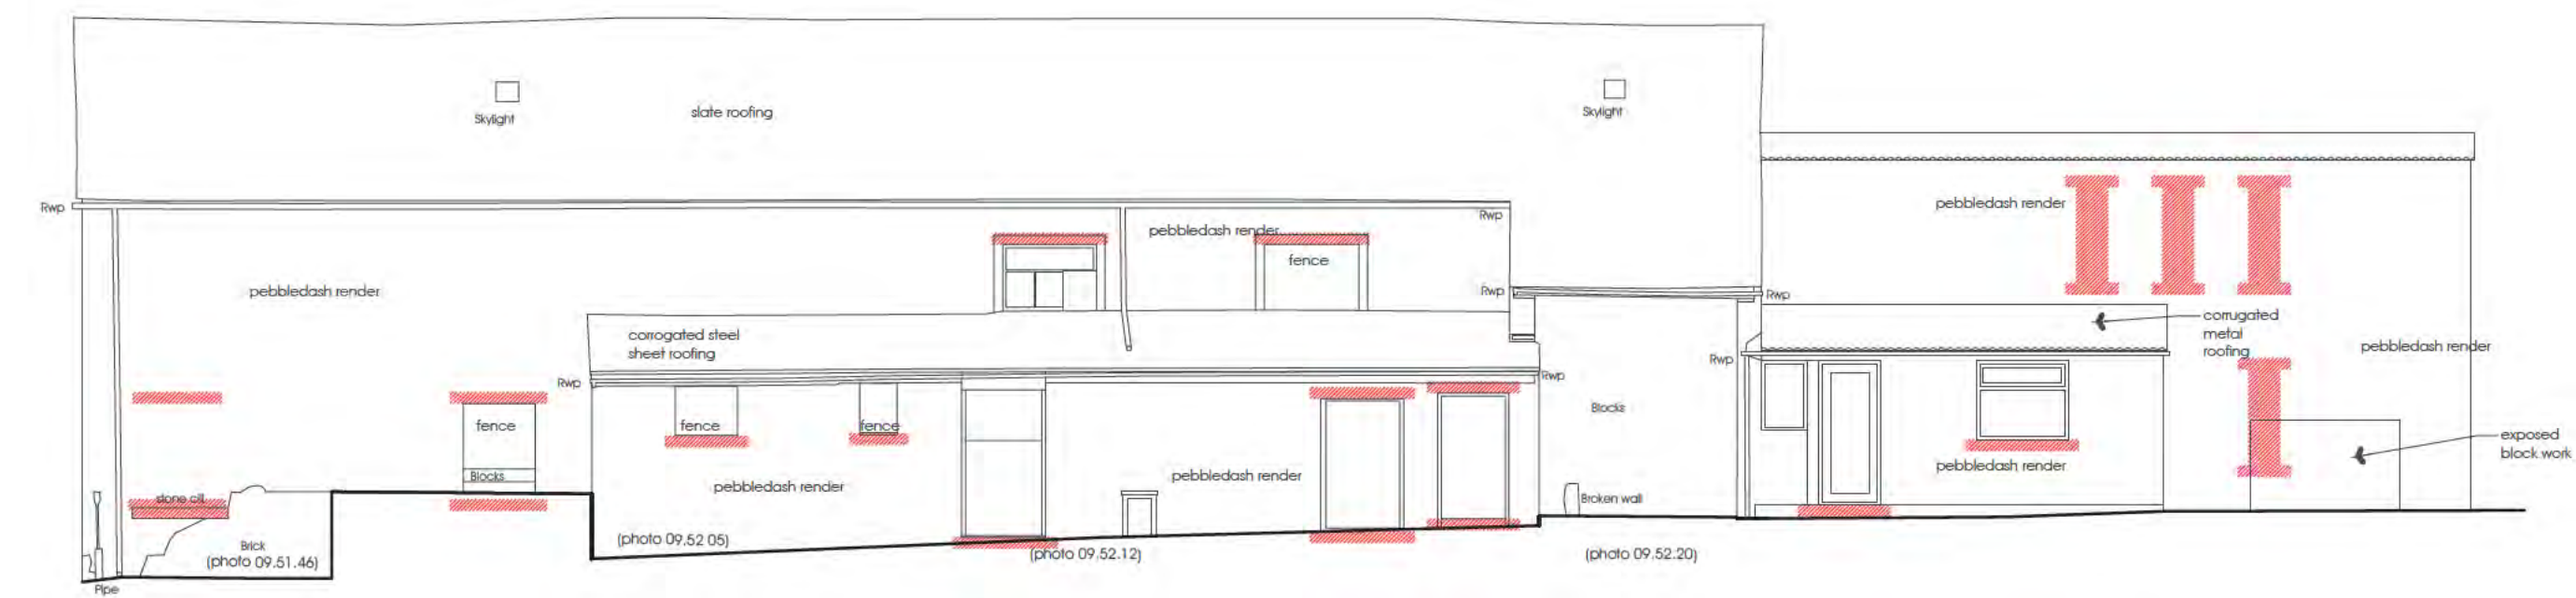 Skylight
slate roofing
Skylight
Rwp
Rwp
pebbledash render
pebbledash render
fence
pebbledash render
Rwp
Rwp
corrogated steel
sheet roofing
corrugated
metal
roofing
pebbledash render
Rwp
Rwp
Rwp
fence
fence
fence
Blocks
exposed
block work
Blocks
pebbledash render
pebbledash render
pebbledash render
stone cill
Broken wall
Brick
(photo 09.51.46)
(photo 09.52 05)
(photo 09.52.12)
(photo 09.52.20)
Pipe